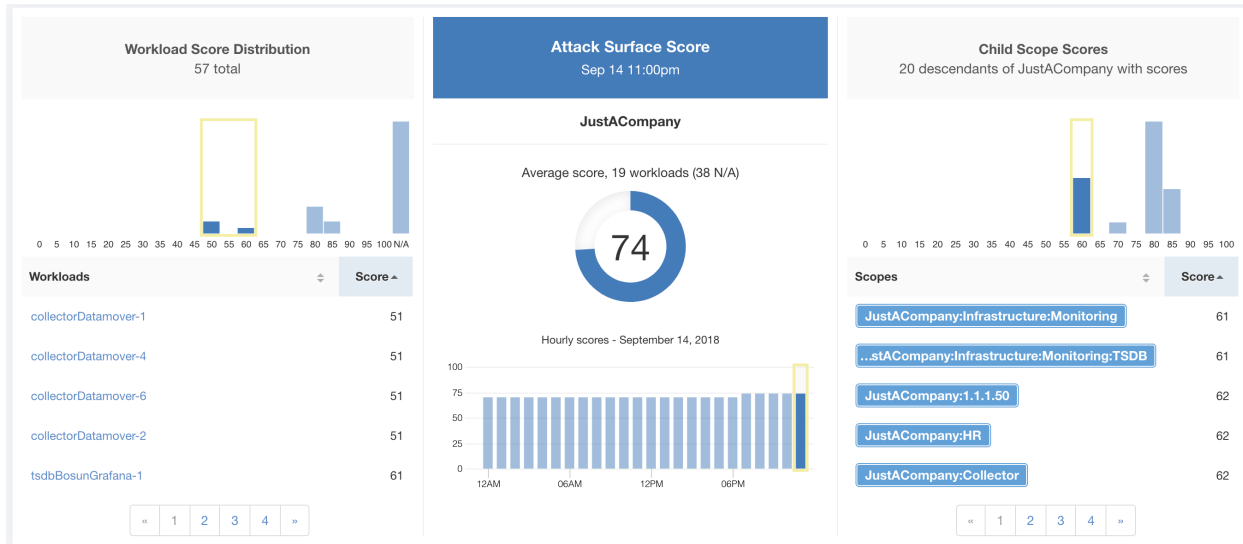 Workload Score Distribution
57 total
0 5 10 15 20 25 30 35 40 45 50 55 60 65 70 75 80 85 90 95 100 N/A
Workloads Score
collectorDatamover-1 51
collectorDatamover-4 51
collectorDatamover-6 51
collectorDatamover-2 51
tsdbBosunGrafana-1 61
« 1 2 3 4 »
Attack Surface Score
Sep 14 11:00pm
JustACompany
Average score, 19 workloads (38 N/A)
74
Hourly scores - September 14, 2018
100
75
50
25
0
12AM 06AM 12PM 06PM
Child Scope Scores
20 descendants of JustACompany with scores
0 5 10 15 20 25 30 35 40 45 50 55 60 65 70 75 80 85 90 95 100
Scopes Score
JustACompany:Infrastructure:Monitoring 61
...stACompany:Infrastructure:Monitoring:TSDB 61
JustACompany:1.1.1.50 62
JustACompany:HR 62
JustACompany:Collector 62
« 1 2 3 4 »